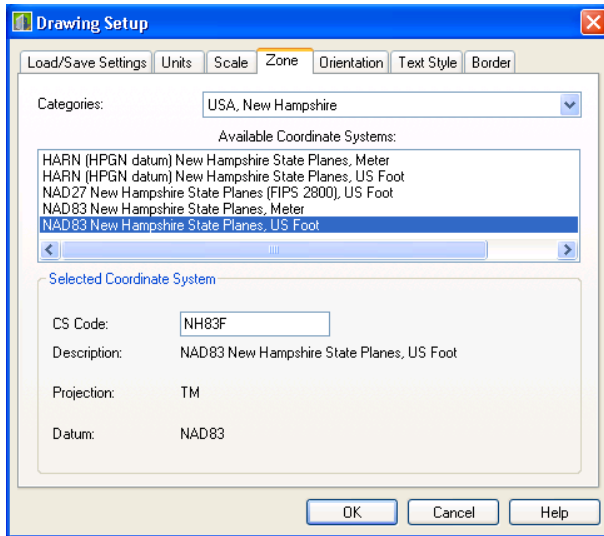 Drawing Setup
Load/Save Settings Units Scale Zone Orientation Text Style Border
Categories: USA, New Hampshire
Available Coordinate Systems:
HARN (HPGN datum) New Hampshire State Planes, Meter
HARN (HPGN datum) New Hampshire State Planes, US Foot
NAD27 New Hampshire State Planes (FIPS 2800), US Foot
NAD83 New Hampshire State Planes, Meter
NAD83 New Hampshire State Planes, US Foot
Selected Coordinate System
CS Code: NH83F
Description: NAD83 New Hampshire State Planes, US Foot
Projection: TM
Datum: NAD83
OK Cancel Help